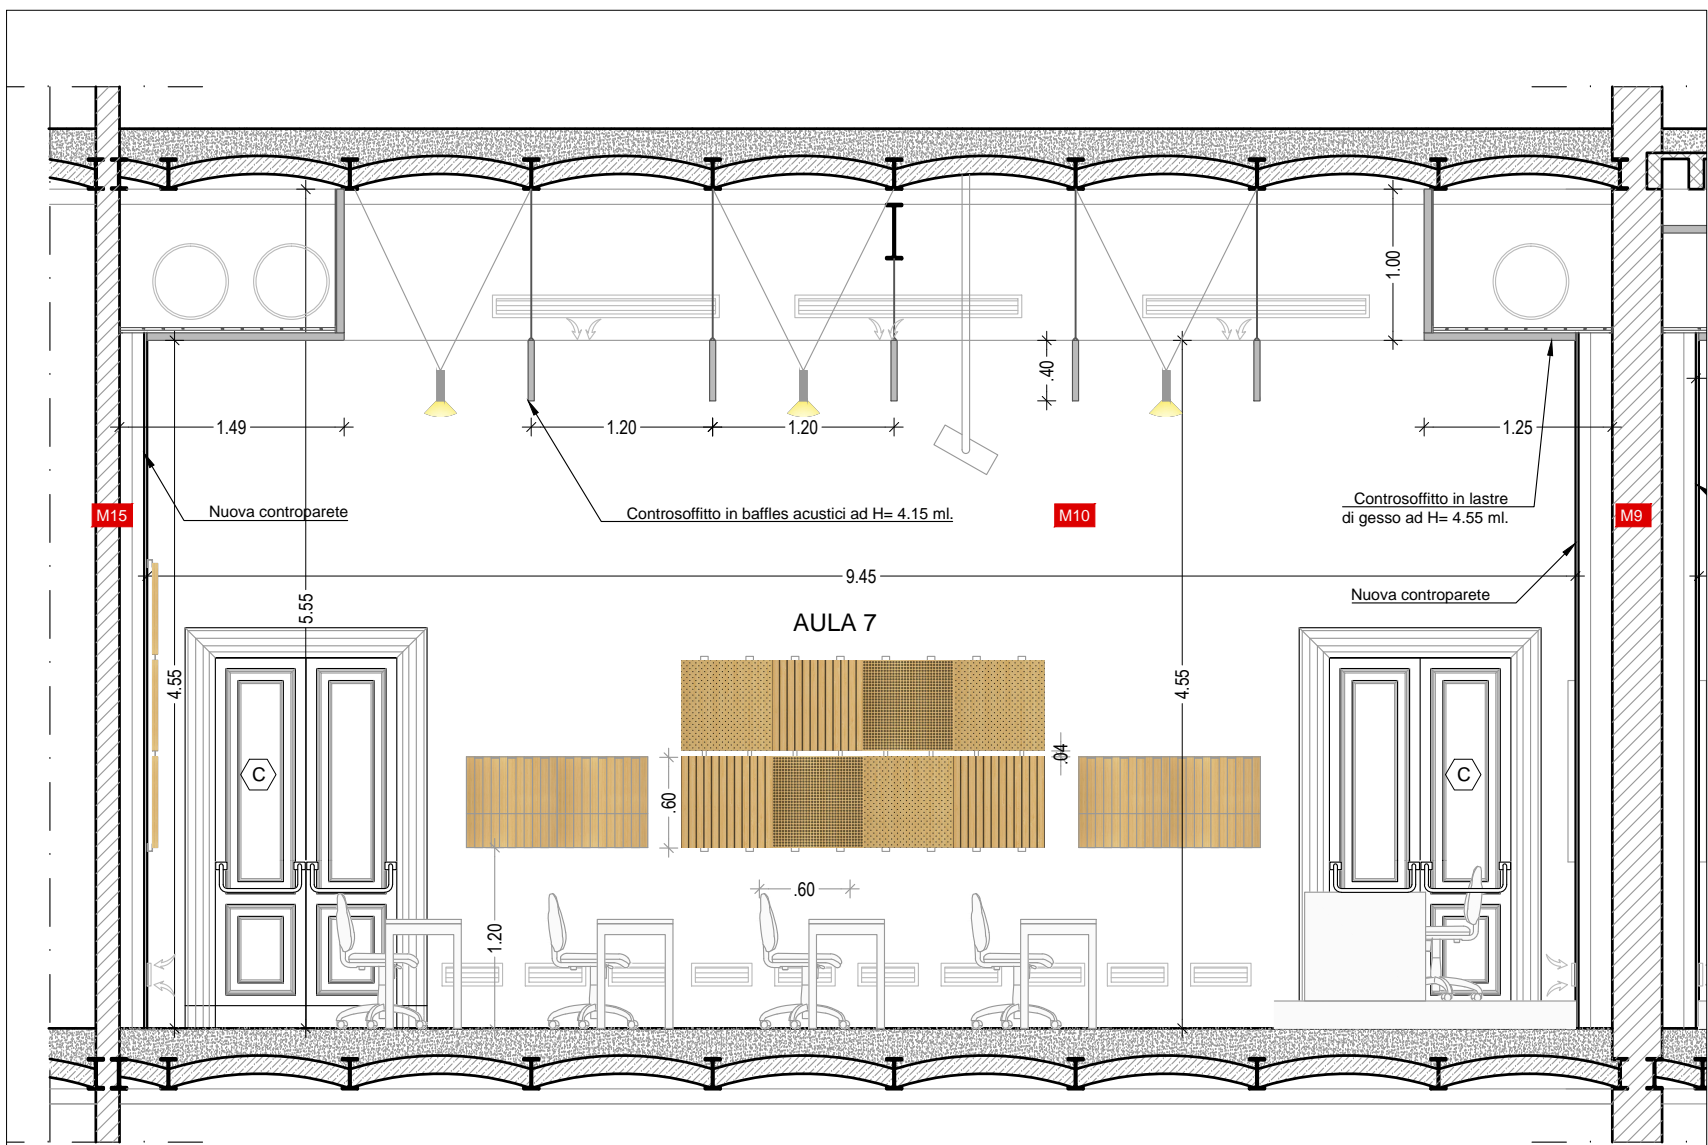 1.00
.40
1.49
1.20
1.20
1.25
Nuova controparete
Controsoffitto in baffles acustici ad H= 4.15 ml.
Controsoffitto in lastre
di gesso ad H= 4.55 ml.
M15
M10
M9
9.45
Nuova controparete
5.55
AULA 7
4.55
4.55
.04
C
C
.60
.60
1.20